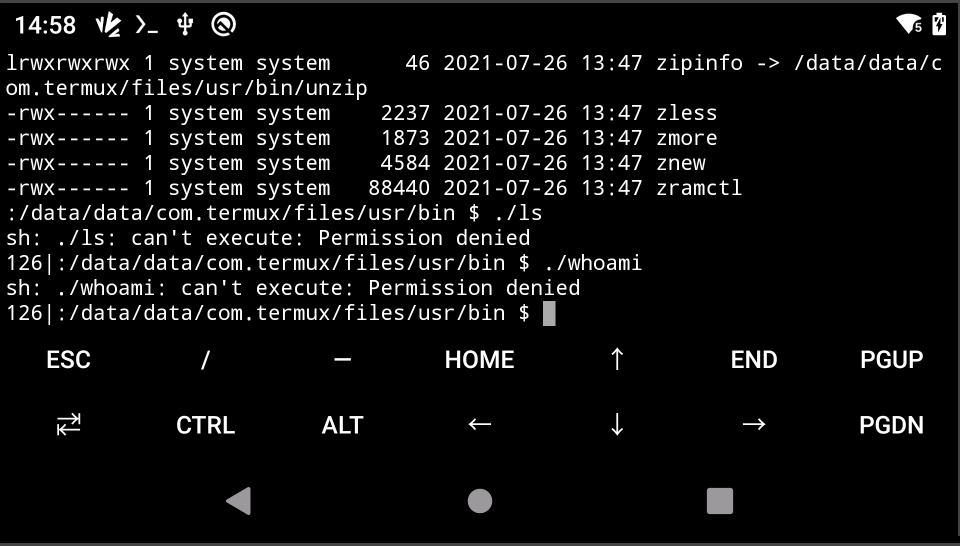 14:58
5
lrwxrwxrwx 1 system system      46 2021-07-26 13:47 zipinfo -> /data/data/c
om.termux/files/usr/bin/unzip
-rwx------ 1 system system    2237 2021-07-26 13:47 zless
-rwx------ 1 system system    1873 2021-07-26 13:47 zmore
-rwx------ 1 system system    4584 2021-07-26 13:47 znew
-rwx------ 1 system system   88440 2021-07-26 13:47 zramctl
:/data/data/com.termux/files/usr/bin $ ./ls
sh: ./ls: can't execute: Permission denied
126|:/data/data/com.termux/files/usr/bin $ ./whoami
sh: ./whoami: can't execute: Permission denied
126|:/data/data/com.termux/files/usr/bin $
ESC / — HOME ↑ END PGUP
⇄ CTRL ALT ← ↓ → PGDN